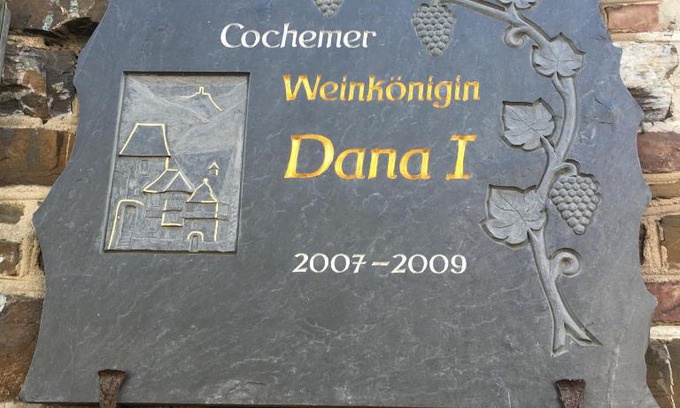 Cochemer
Weinkönigin
Dana I
2007–2009